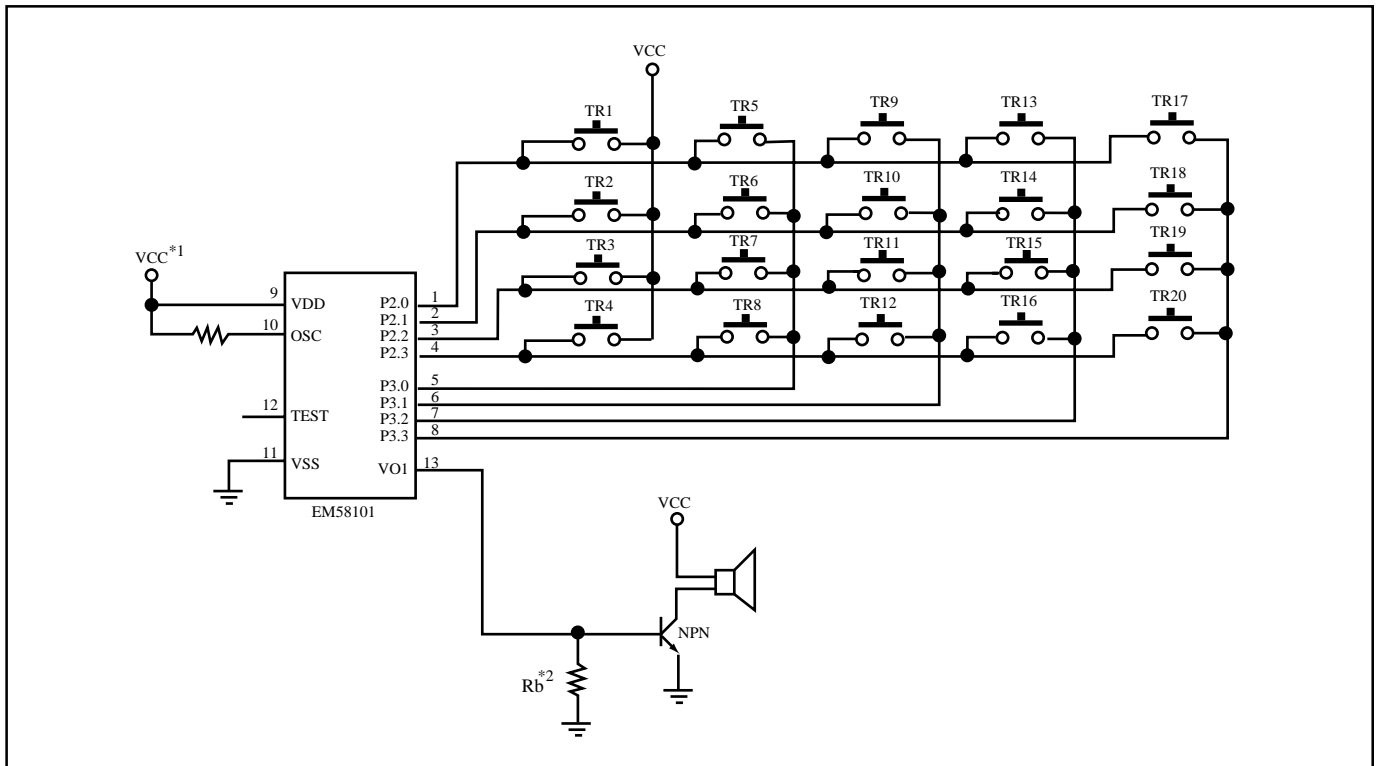 VCC
TR1
TR5
TR9
TR13
TR17
TR2
TR6
TR10
TR14
TR18
TR3
TR7
TR11
TR15
TR19
TR4
TR8
TR12
TR16
TR20
VCC*1
9 VDD
10 OSC
12 TEST
11 VSS
P2.0 1
P2.1 2
P2.2 3
P2.3 4
P3.0 5
P3.1 6
P3.2 7
P3.3 8
VO1 13
EM58101
VCC
NPN
Rb*2